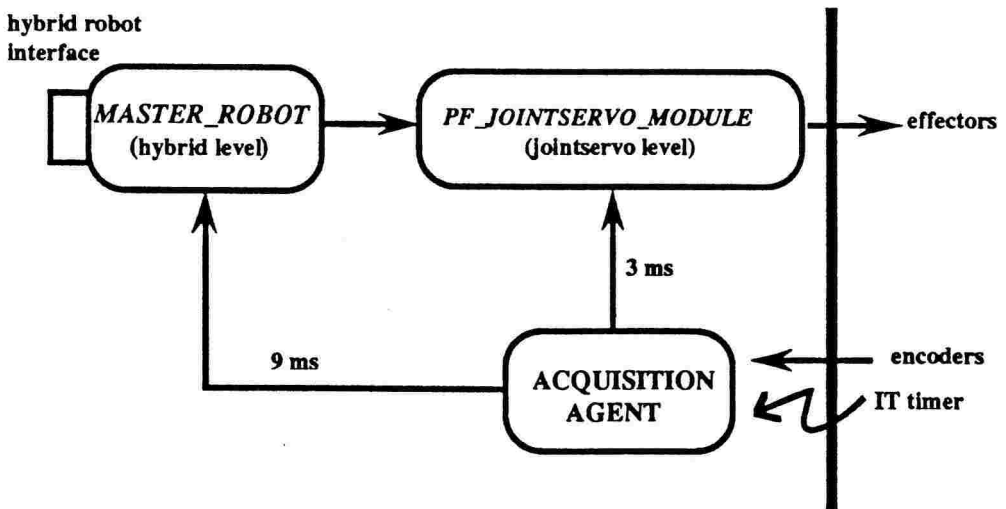 hybrid robot
interface
MASTER_ROBOT
(hybrid level)
PF_JOINTSERVO_MODULE
(jointservo level)
effectors
3 ms
9 ms
ACQUISITION
AGENT
encoders
IT timer